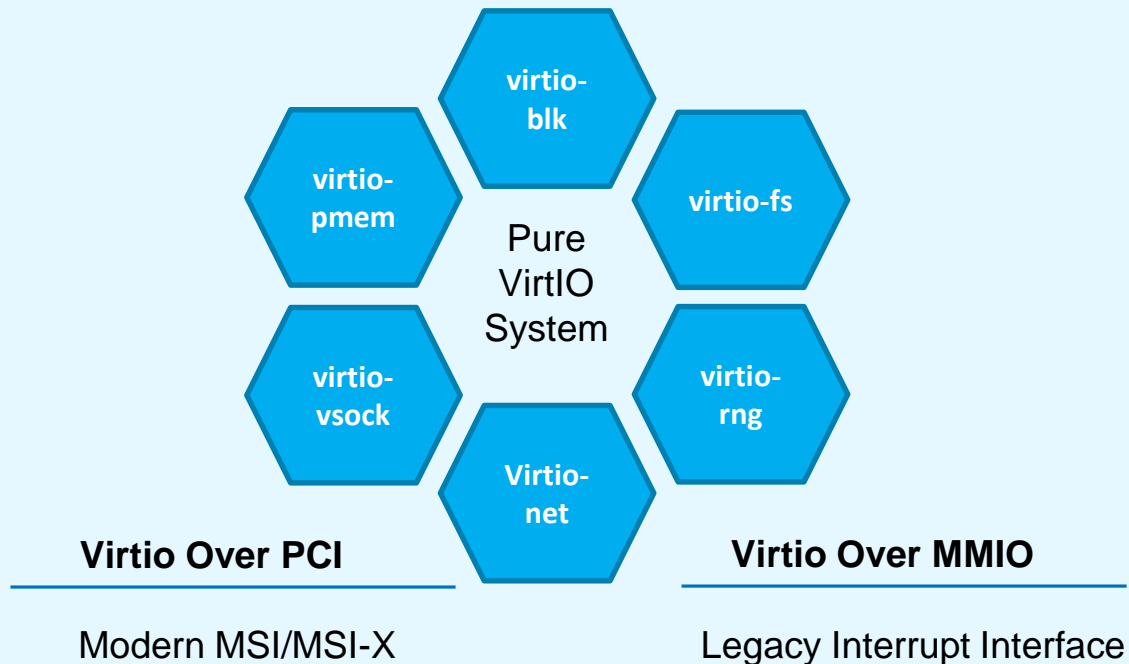 virtio-
blk
virtio-
pmem
virtio-fs
Pure
VirtIO
System
virtio-
vsock
virtio-
rng
Virtio-
net
Virtio Over PCI
Virtio Over MMIO
Modern MSI/MSI-X
Legacy Interrupt Interface